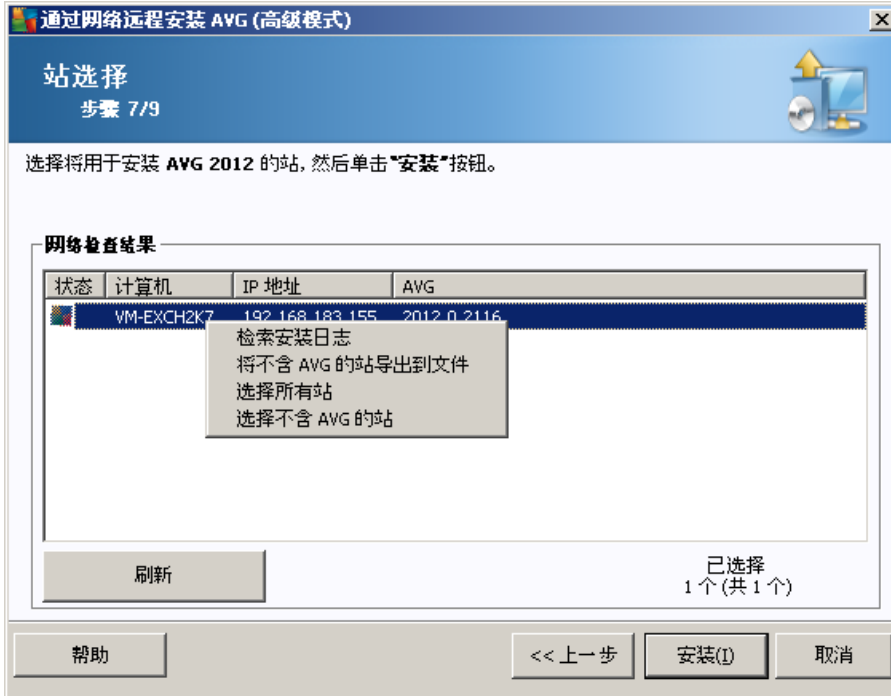 通过网络远程安装 AVG (高级模式)
站选择
步骤 7/9
选择将用于安装 AVG 2012 的站, 然后单击"安装"按钮。
网络检查结果
状态 计算机 IP 地址 AVG
VM-EXCH2K7 192.168.183.155 2012.0.2116
检索安装日志
将不含 AVG 的站导出到文件
选择所有站
选择不含 AVG 的站
刷新
已选择
1 个 (共 1 个)
帮助
<< 上一步
安装(I)
取消